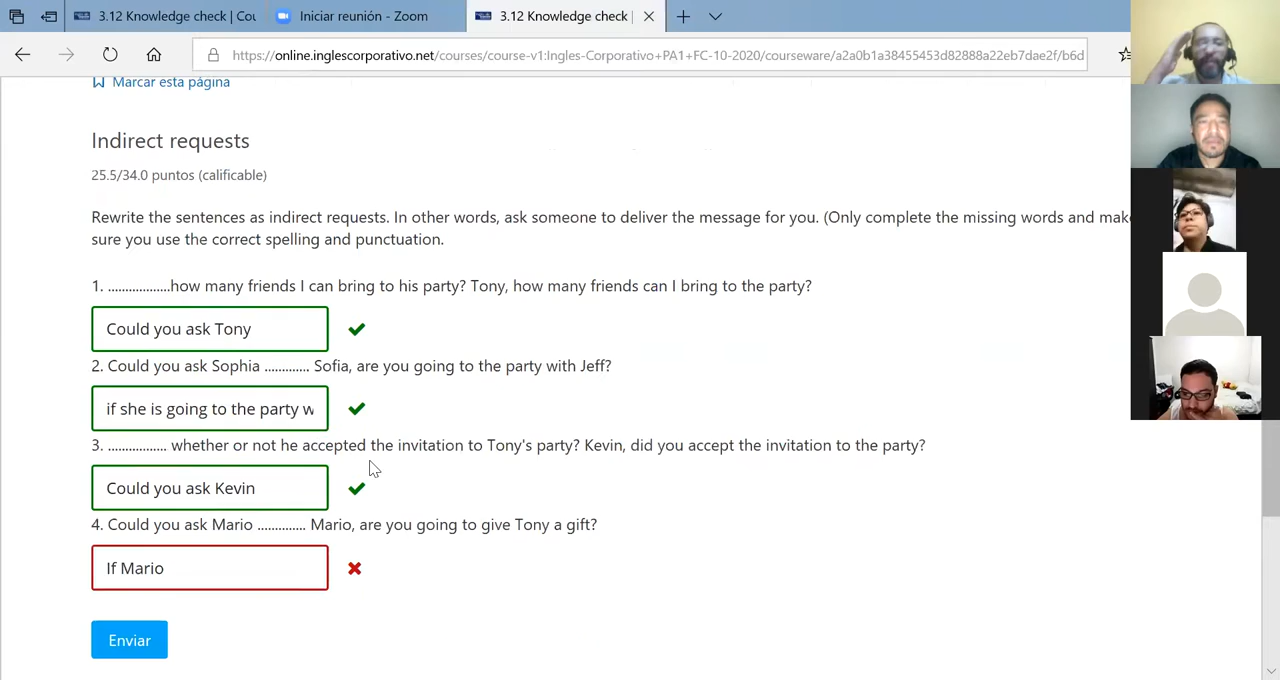 3.12 Knowledge check | Cou
Iniciar reunión - Zoom
3.12 Knowledge check |
https://online.inglescorporativo.net/courses/course-v1:Ingles-Corporativo+PA1+FC-10-2020/courseware/a2a0b1a38455453d82888a22eb7dae2f/b6d
Marcar esta página
Indirect requests
25.5/34.0 puntos (calificable)
Rewrite the sentences as indirect requests. In other words, ask someone to deliver the message for you. (Only complete the missing words and make
sure you use the correct spelling and punctuation.
1. ..................how many friends I can bring to his party? Tony, how many friends can I bring to the party?
Could you ask Tony
2. Could you ask Sophia ............. Sofia, are you going to the party with Jeff?
if she is going to the party w
3. ................. whether or not he accepted the invitation to Tony's party? Kevin, did you accept the invitation to the party?
Could you ask Kevin
4. Could you ask Mario .............. Mario, are you going to give Tony a gift?
If Mario
Enviar